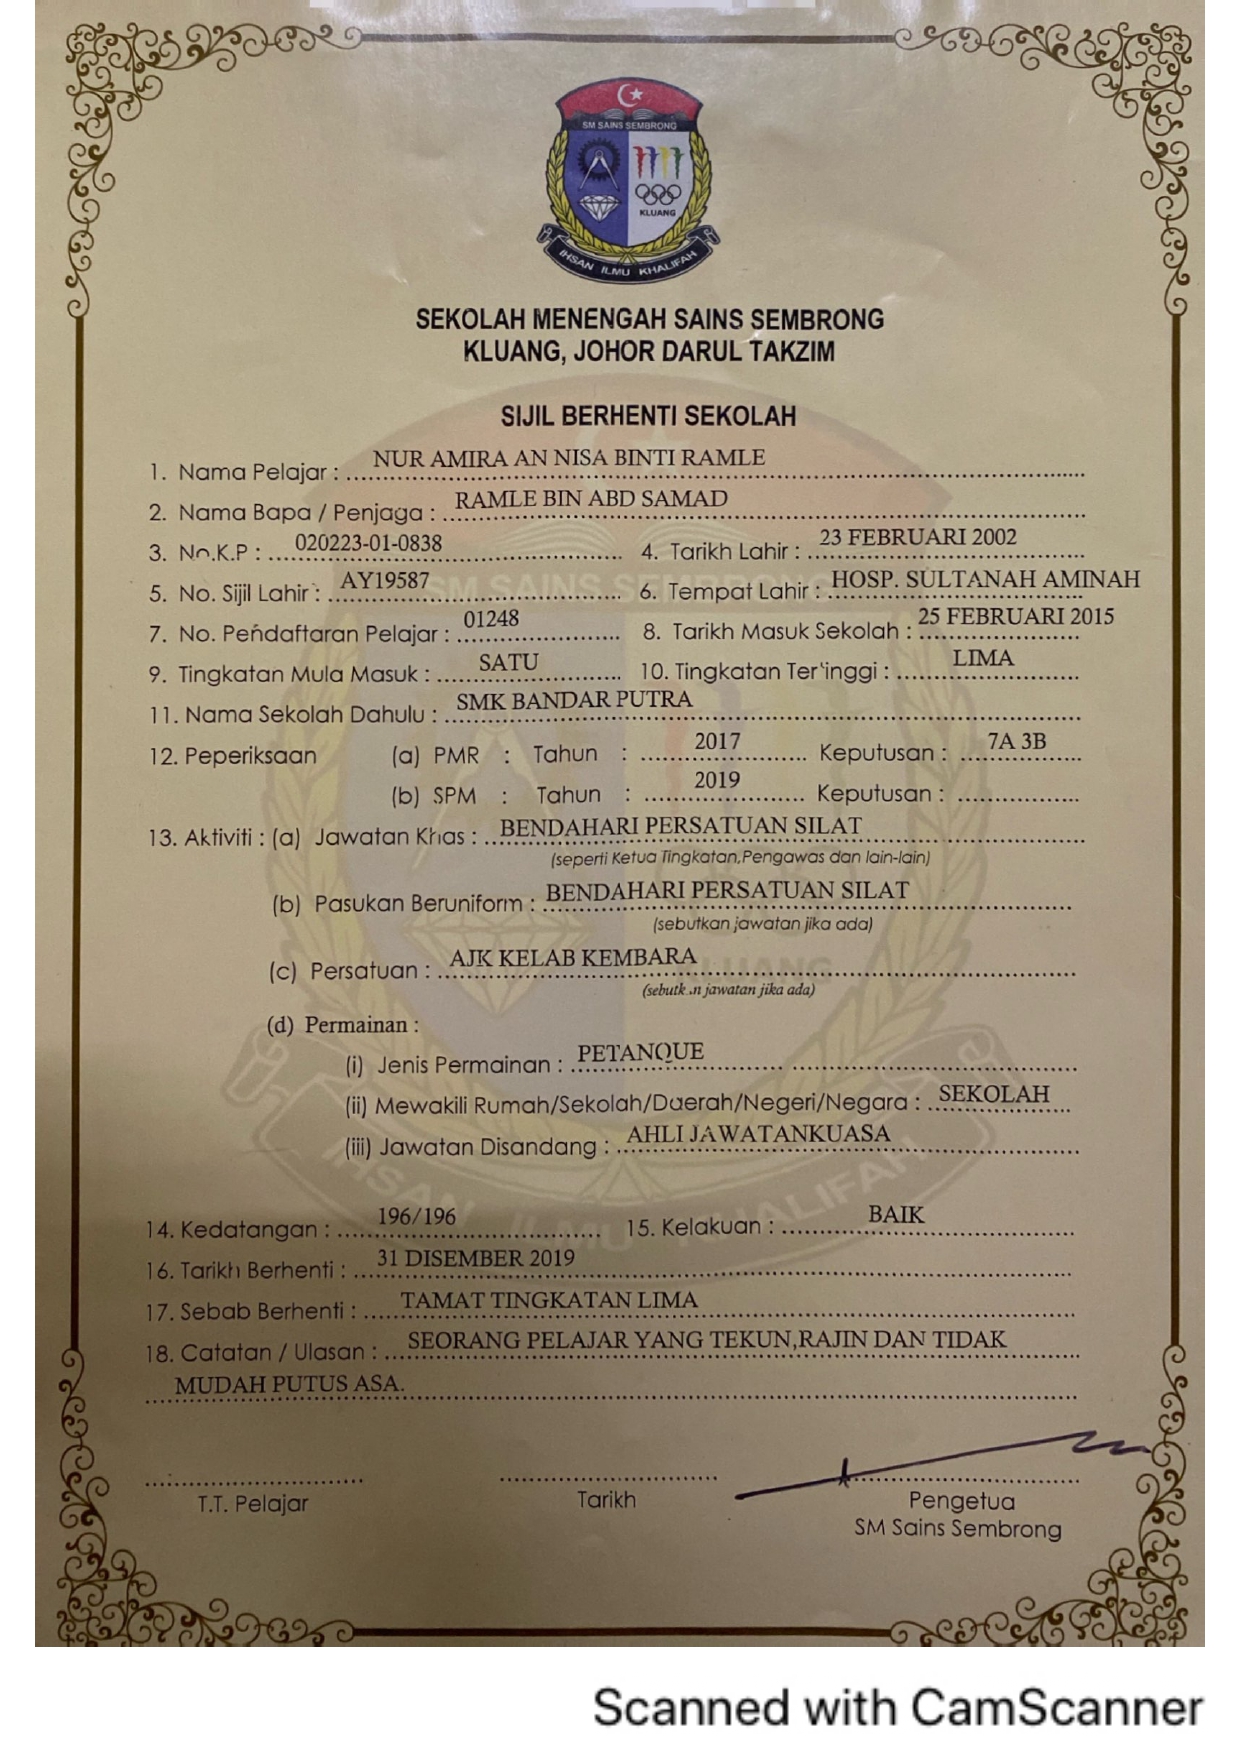 SM SAINS SEMBRONG
KLUANG
IHSAN ILMU KHALIFAH
SEKOLAH MENENGAH SAINS SEMBRONG
KLUANG, JOHOR DARUL TAKZIM
SIJIL BERHENTI SEKOLAH
1. Nama Pelajar : NUR AMIRA AN NISA BINTI RAMLE
2. Nama Bapa / Penjaga : RAMLE BIN ABD SAMAD
3. No.K.P : 020223-01-0838 4. Tarikh Lahir : 23 FEBRUARI 2002
5. No. Sijil Lahir : AY19587 6. Tempat Lahir : HOSP. SULTANAH AMINAH
7. No. Pendaftaran Pelajar : 01248 8. Tarikh Masuk Sekolah : 25 FEBRUARI 2015
9. Tingkatan Mula Masuk : SATU 10. Tingkatan Tertinggi : LIMA
11. Nama Sekolah Dahulu : SMK BANDAR PUTRA
12. Peperiksaan (a) PMR : Tahun : 2017 Keputusan : 7A 3B
(b) SPM : Tahun : 2019 Keputusan :
13. Aktiviti : (a) Jawatan Khas : BENDAHARI PERSATUAN SILAT
(seperti Ketua Tingkatan,Pengawas dan lain-lain)
(b) Pasukan Beruniform : BENDAHARI PERSATUAN SILAT
(sebutkan jawatan jika ada)
(c) Persatuan : AJK KELAB KEMBARA
(sebutkan jawatan jika ada)
(d) Permainan :
(i) Jenis Permainan : PETANQUE
(ii) Mewakili Rumah/Sekolah/Daerah/Negeri/Negara : SEKOLAH
(iii) Jawatan Disandang : AHLI JAWATANKUASA
14. Kedatangan : 196/196 15. Kelakuan : BAIK
16. Tarikh Berhenti : 31 DISEMBER 2019
17. Sebab Berhenti : TAMAT TINGKATAN LIMA
18. Catatan / Ulasan : SEORANG PELAJAR YANG TEKUN,RAJIN DAN TIDAK
MUDAH PUTUS ASA.
T.T. Pelajar Tarikh Pengetua
SM Sains Sembrong
Scanned with CamScanner